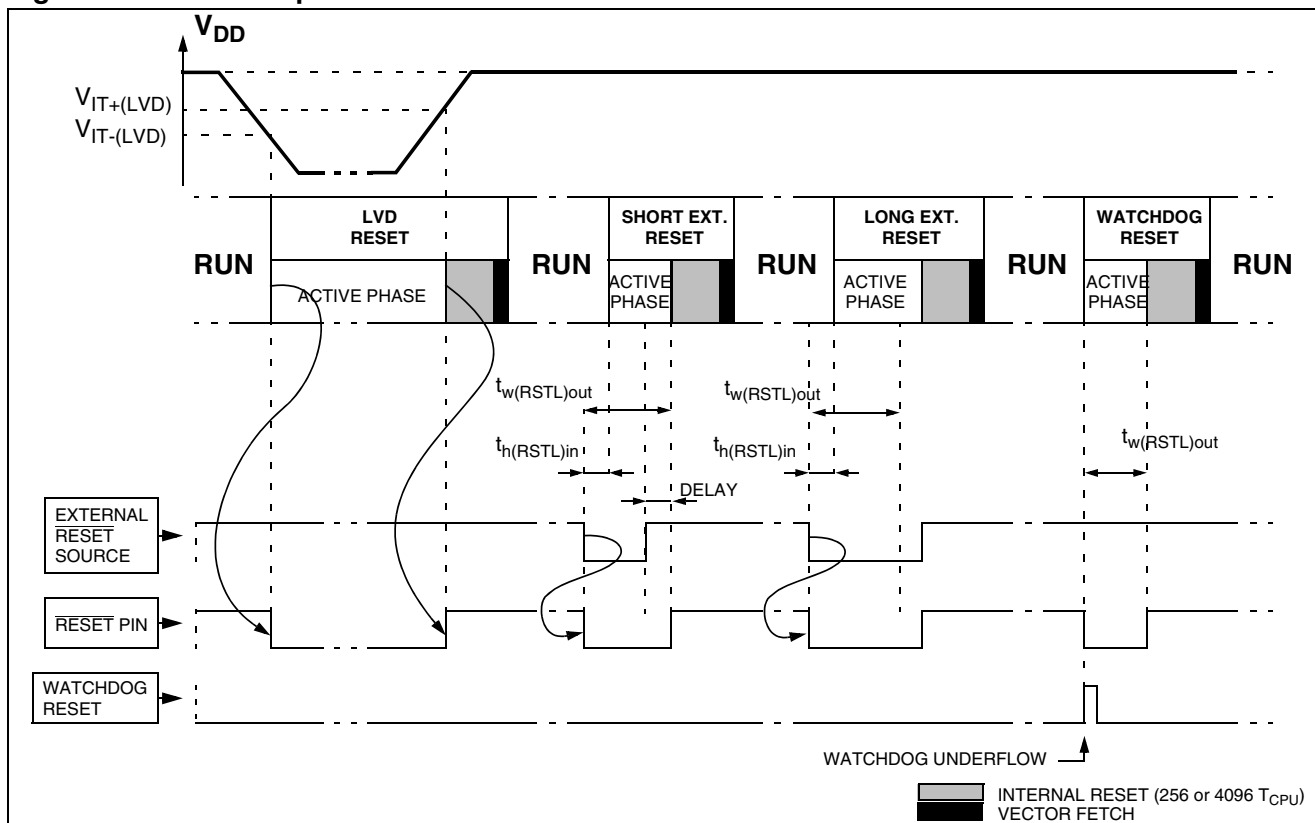 VDD
VIT+(LVD)
VIT-(LVD)
LVD
RESET
SHORT EXT.
RESET
LONG EXT.
RESET
WATCHDOG
RESET
RUN
RUN
RUN
RUN
RUN
ACTIVE PHASE
ACTIVE
PHASE
ACTIVE
PHASE
ACTIVE
PHASE
tw(RSTL)out
tw(RSTL)out
th(RSTL)in
th(RSTL)in
tw(RSTL)out
DELAY
EXTERNAL
RESET
SOURCE
RESET PIN
WATCHDOG
RESET
WATCHDOG UNDERFLOW
INTERNAL RESET (256 or 4096 TCPU)
VECTOR FETCH